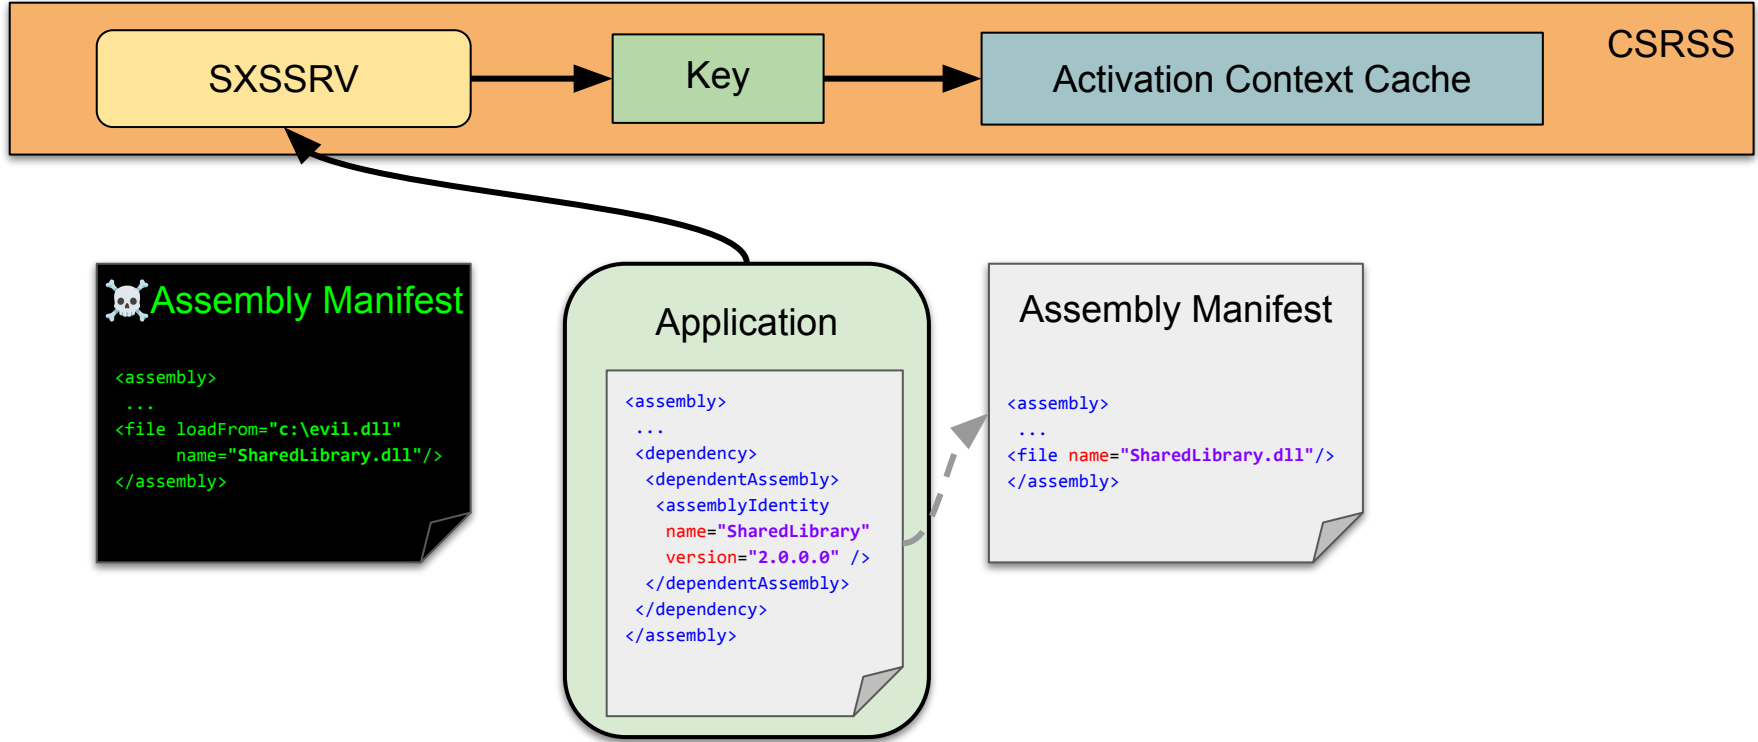 CSRSS
SXSSRV
Key
Activation Context Cache
☠Assembly Manifest
<assembly>
...
<file loadFrom="c:\evil.dll"
name="SharedLibrary.dll"/>
</assembly>
Application
<assembly>
...
<dependency>
<dependentAssembly>
<assemblyIdentity
name="SharedLibrary"
version="2.0.0.0" />
</dependentAssembly>
</dependency>
</assembly>
Assembly Manifest
<assembly>
...
<file name="SharedLibrary.dll"/>
</assembly>